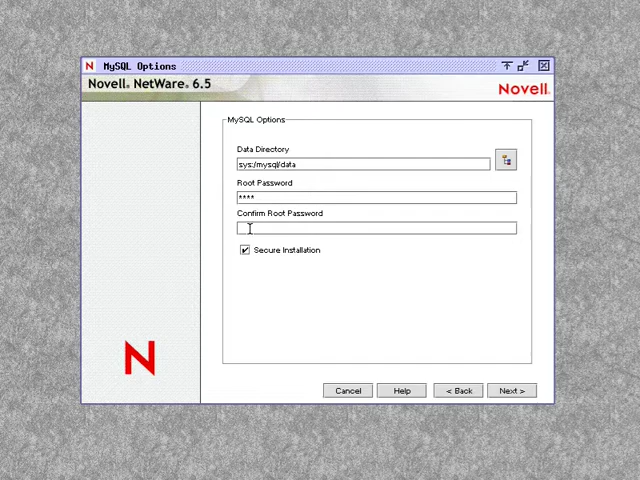 N MySQL Options
Novell® NetWare® 6.5
Novell®
MySQL Options
Data Directory
sys:/mysql/data
Root Password
****
Confirm Root Password
Secure Installation
N
Cancel
Help
< Back
Next >